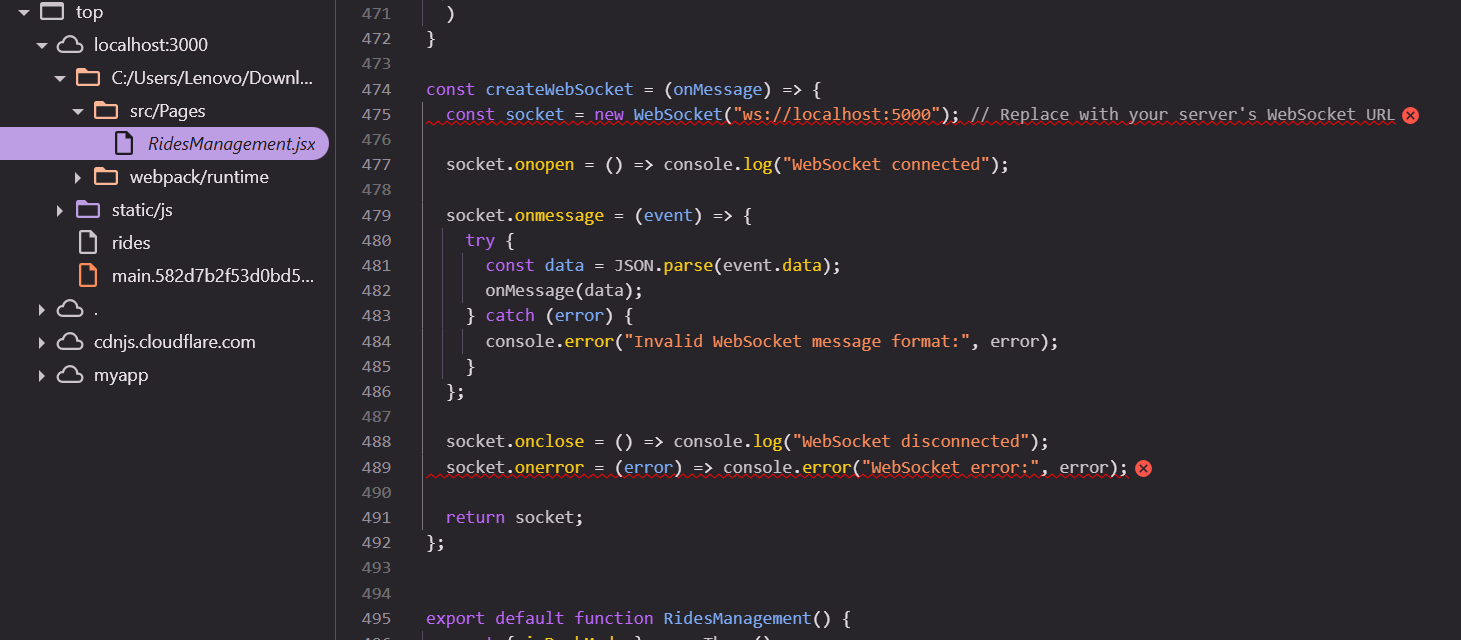 top
localhost:3000
C:/Users/Lenovo/Downl...
src/Pages
RidesManagement.jsx
webpack/runtime
static/js
rides
main.582d7b2f53d0bd5...
.
cdnjs.cloudflare.com
myapp
471 )
472 }
473
474 const createWebSocket = (onMessage) => {
475 const socket = new WebSocket("ws://localhost:5000"); // Replace with your server's WebSocket URL
476
477 socket.onopen = () => console.log("WebSocket connected");
478
479 socket.onmessage = (event) => {
480 try {
481 const data = JSON.parse(event.data);
482 onMessage(data);
483 } catch (error) {
484 console.error("Invalid WebSocket message format:", error);
485 }
486 };
487
488 socket.onclose = () => console.log("WebSocket disconnected");
489 socket.onerror = (error) => console.error("WebSocket error:", error);
490
491 return socket;
492 };
493
494
495 export default function RidesManagement() {